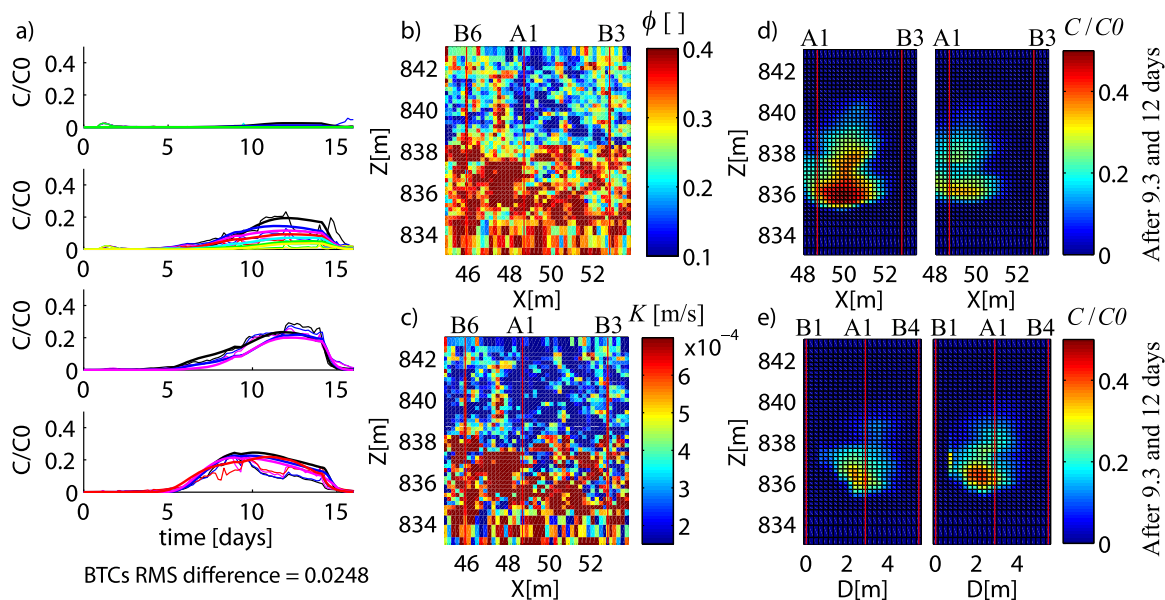 a)
C/C0
0.4
0.2
0
0 5 10 15
C/C0
0.4
0.2
0
0 5 10 15
C/C0
0.4
0.2
0
0 5 10 15
C/C0
0.4
0.2
0
0 5 10 15
time [days]
BTCs RMS difference = 0.0248
b)
B6 A1 B3
ϕ [ ]
Z[m]
842
840
838
836
834
46 48 50 52
X[m]
0.4
0.3
0.2
0.1
c)
B6 A1 B3
K [m/s]
x10⁻⁴
Z[m]
842
840
838
836
834
46 48 50 52
X[m]
6
5
4
3
2
d)
A1 B3 A1 B3
C/C0
Z[m]
842
840
838
836
834
48 50 52 48 50 52
X[m] X[m]
0.4
0.2
0
After 9.3 and 12 days
e)
B1 A1 B4 B1 A1 B4
C/C0
Z[m]
842
840
838
836
834
0 2 4 0 2 4
D[m] D[m]
0.4
0.2
0
After 9.3 and 12 days